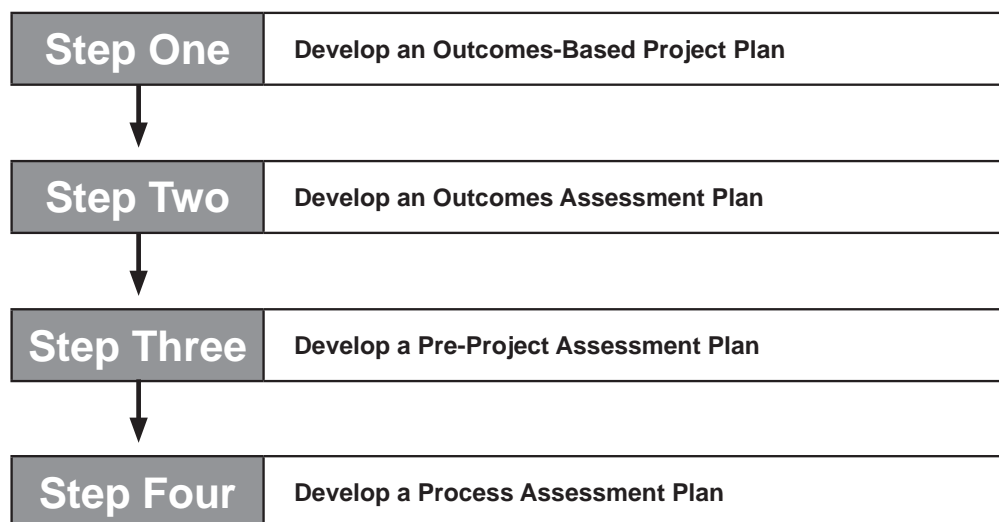 Step One Develop an Outcomes-Based Project Plan
Step Two Develop an Outcomes Assessment Plan
Step Three Develop a Pre-Project Assessment Plan
Step Four Develop a Process Assessment Plan